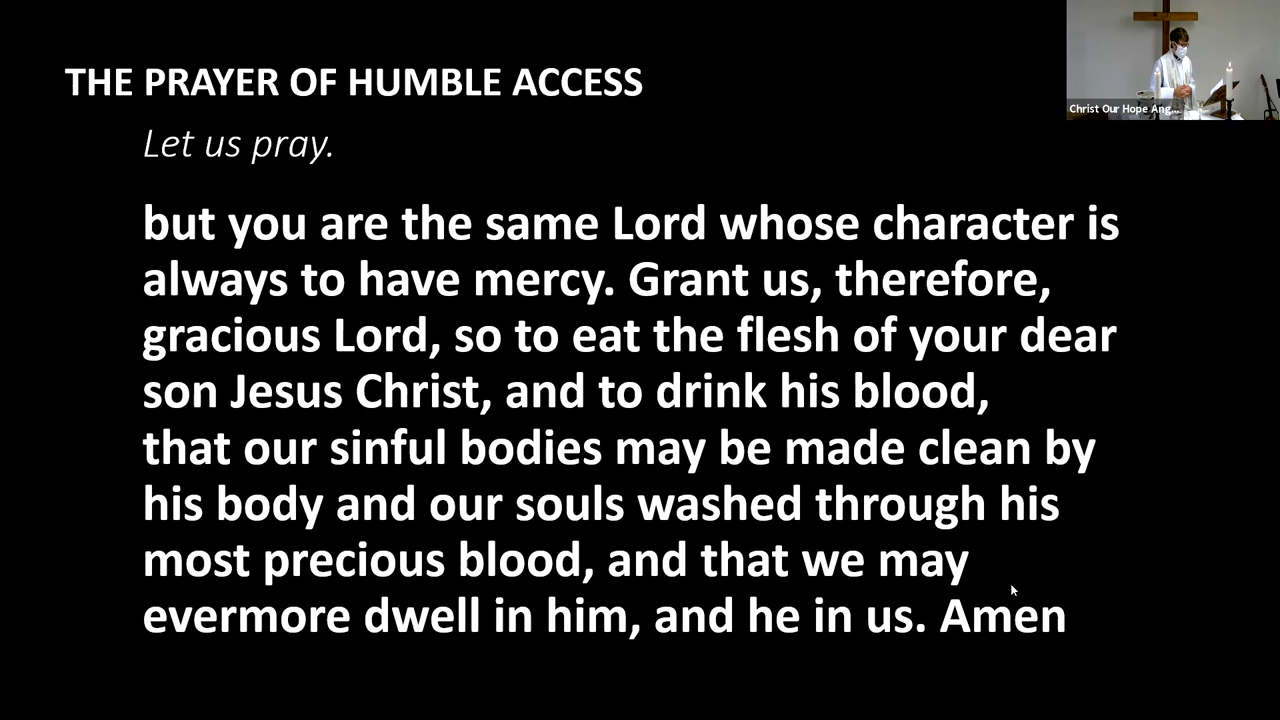 THE PRAYER OF HUMBLE ACCESS
Let us pray.
but you are the same Lord whose character is
always to have mercy. Grant us, therefore,
gracious Lord, so to eat the flesh of your dear
son Jesus Christ, and to drink his blood,
that our sinful bodies may be made clean by
his body and our souls washed through his
most precious blood, and that we may
evermore dwell in him, and he in us. Amen
Christ Our Hope Ang...